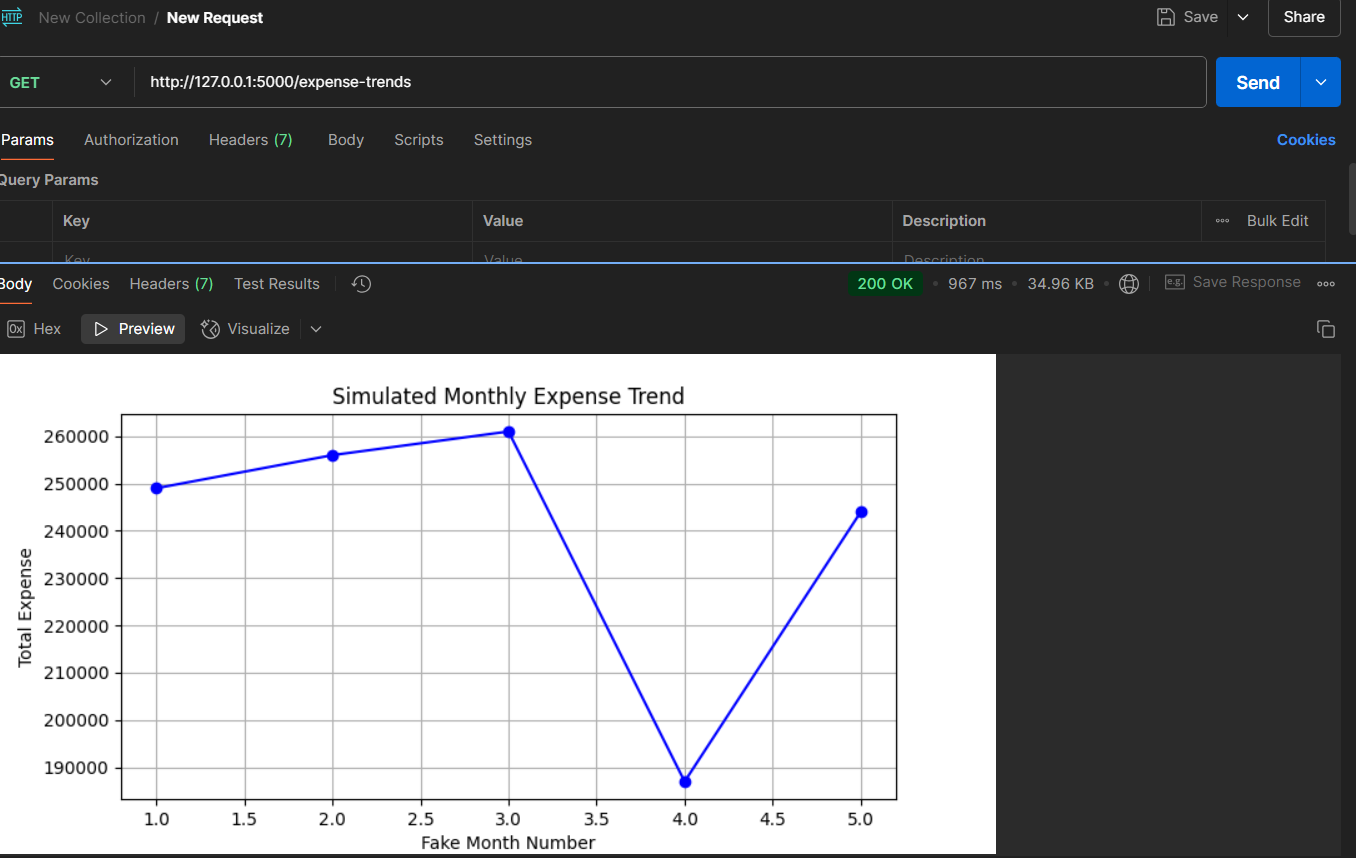 HTTP New Collection / New Request Save Share
GET http://127.0.0.1:5000/expense-trends Send
Params Authorization Headers (7) Body Scripts Settings Cookies
Query Params
Key Value Description Bulk Edit
Key Value Description
Body Cookies Headers (7) Test Results 200 OK • 967 ms • 34.96 KB • e.g. Save Response
0x Hex Preview Visualize
Simulated Monthly Expense Trend
260000
250000
240000
230000
220000
210000
200000
190000
Total Expense
1.0 1.5 2.0 2.5 3.0 3.5 4.0 4.5 5.0
Fake Month Number